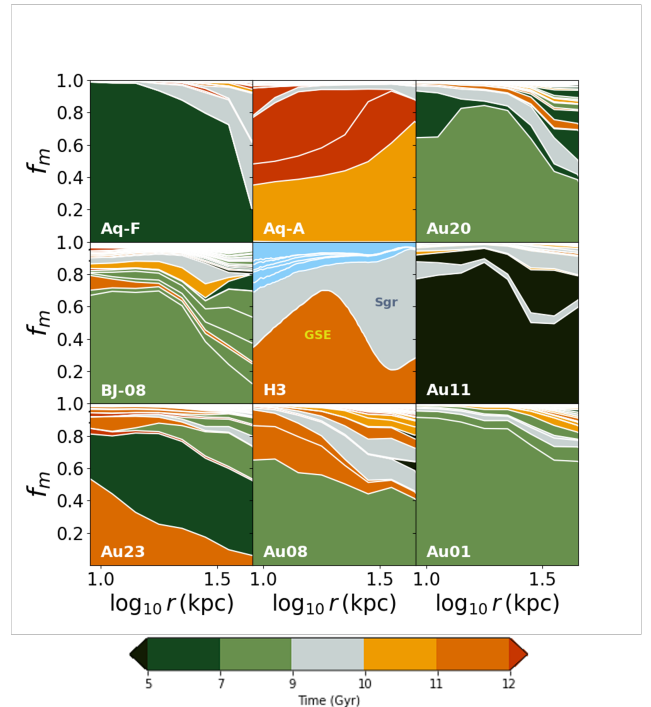 1.0
0.8
0.6
0.4
0.2
f_m
Aq-F
Aq-A
Au20
1.0
0.8
0.6
0.4
0.2
f_m
BJ-08
GSE
Sgr
H3
Au11
1.0
0.8
0.6
0.4
0.2
f_m
Au23
Au08
Au01
1.0 1.5 1.0 1.5 1.0 1.5
log₁₀ r (kpc) log₁₀ r (kpc) log₁₀ r (kpc)
5 7 9 10 11 12
Time (Gyr)